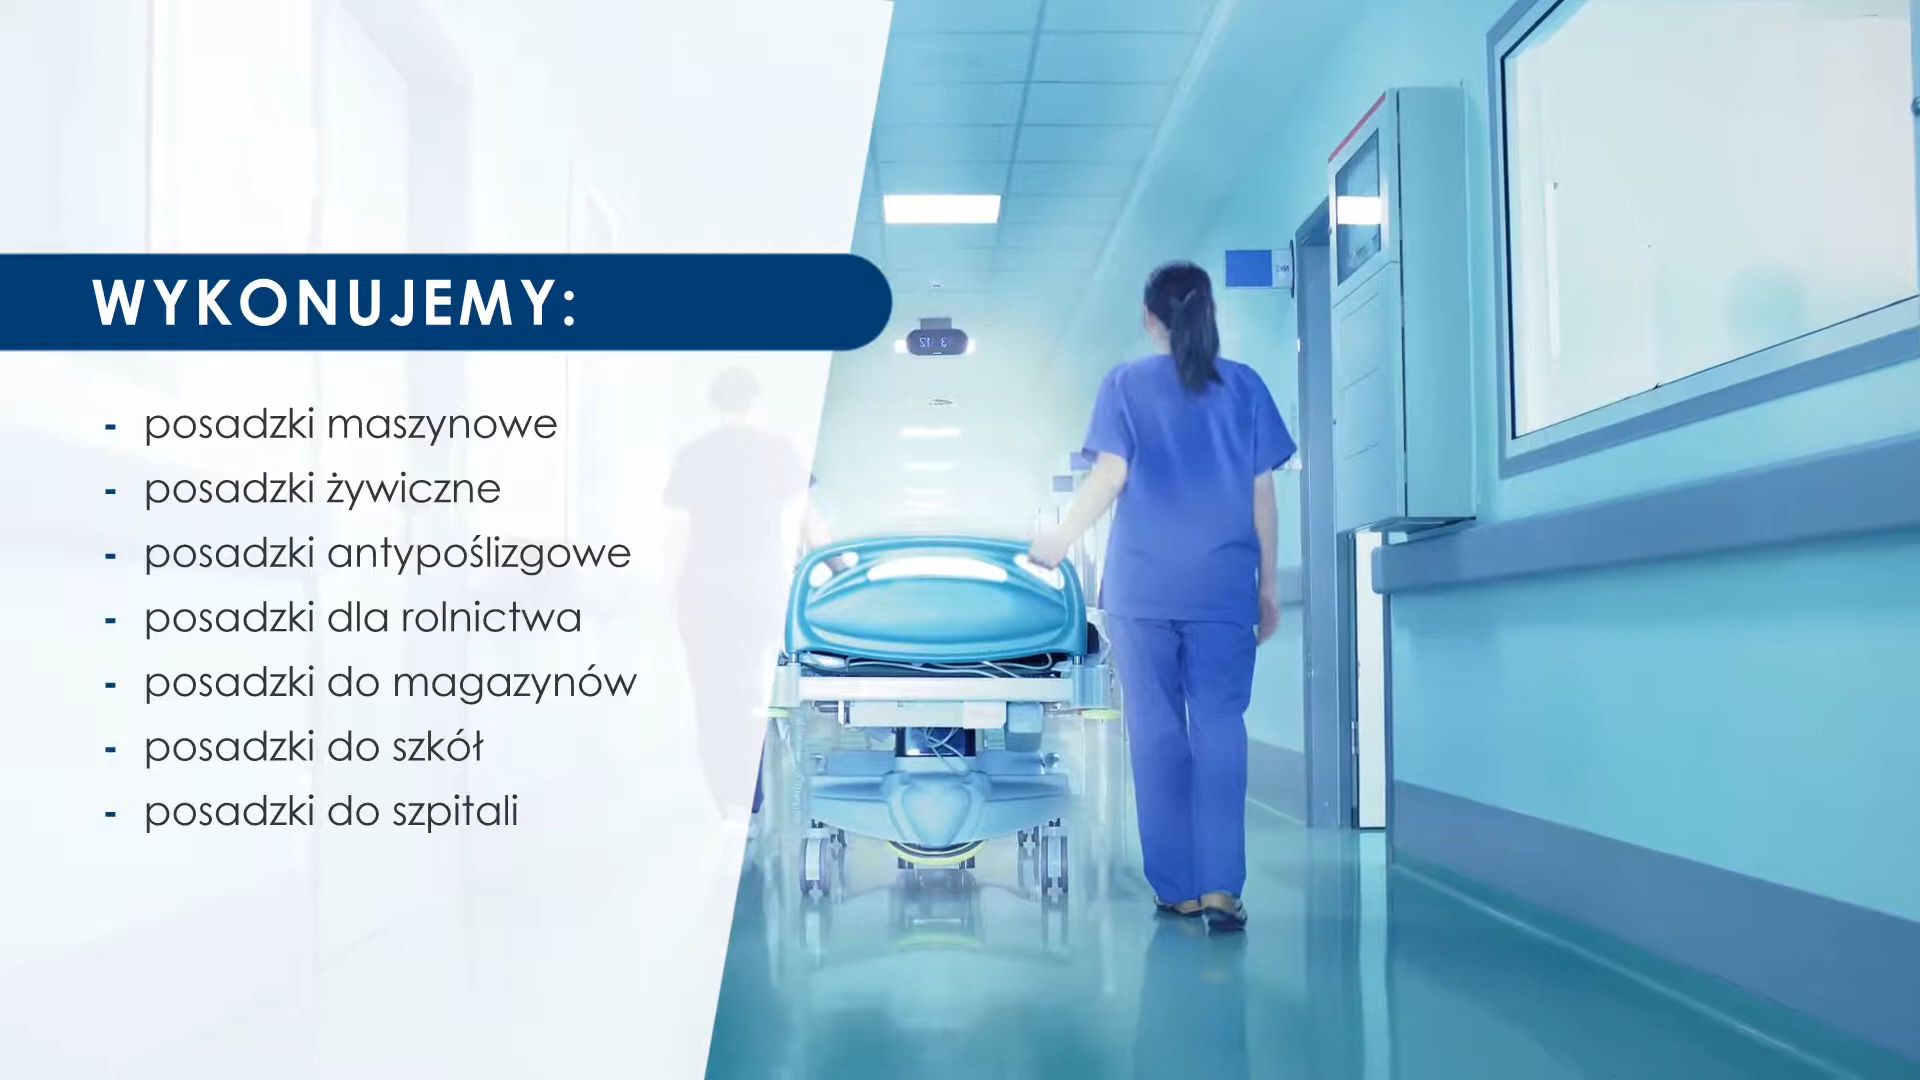 WYKONUJEMY:
- posadzki maszynowe
- posadzki żywiczne
- posadzki antypoślizgowe
- posadzki dla rolnictwa
- posadzki do magazynów
- posadzki do szkół
- posadzki do szpitali